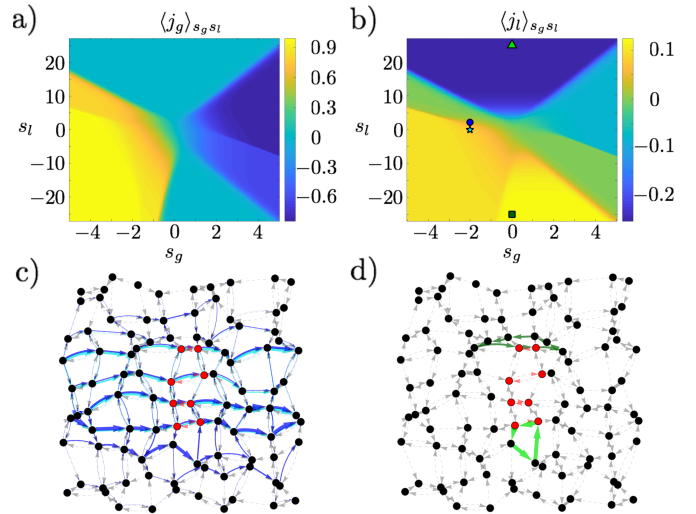 a) ⟨j_g⟩_{s_g s_l}
b) ⟨j_l⟩_{s_g s_l}
20
10
s_l 0
−10
−20
−4 −2 0 2 4
s_g
0.9
0.6
0.3
0
−0.3
−0.6
20
10
s_l 0
−10
−20
−4 −2 0 2 4
s_g
0.1
0
−0.1
−0.2
c)
d)